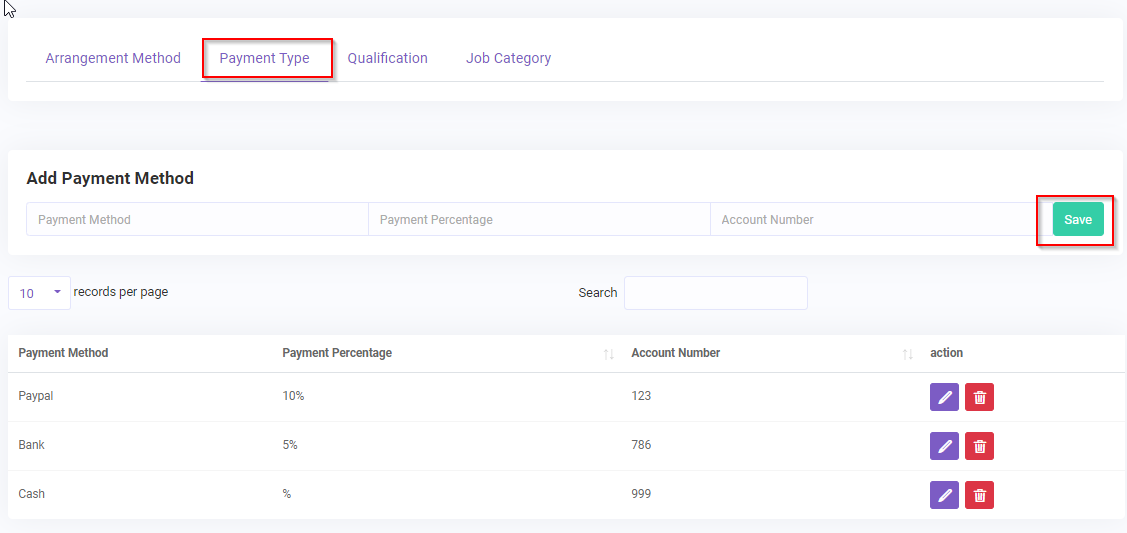 Arrangement Method Payment Type Qualification Job Category
Add Payment Method
Payment Method Payment Percentage Account Number Save
10 records per page Search
Payment Method Payment Percentage Account Number action
Paypal 10% 123
Bank 5% 786
Cash % 999